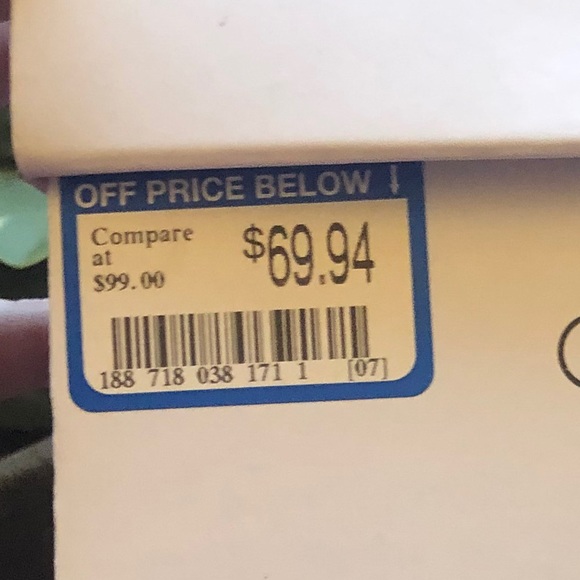 OFF PRICE BELOW ↓
Compare
at
$99.00
$69.94
188 718 038 171 1 [07]